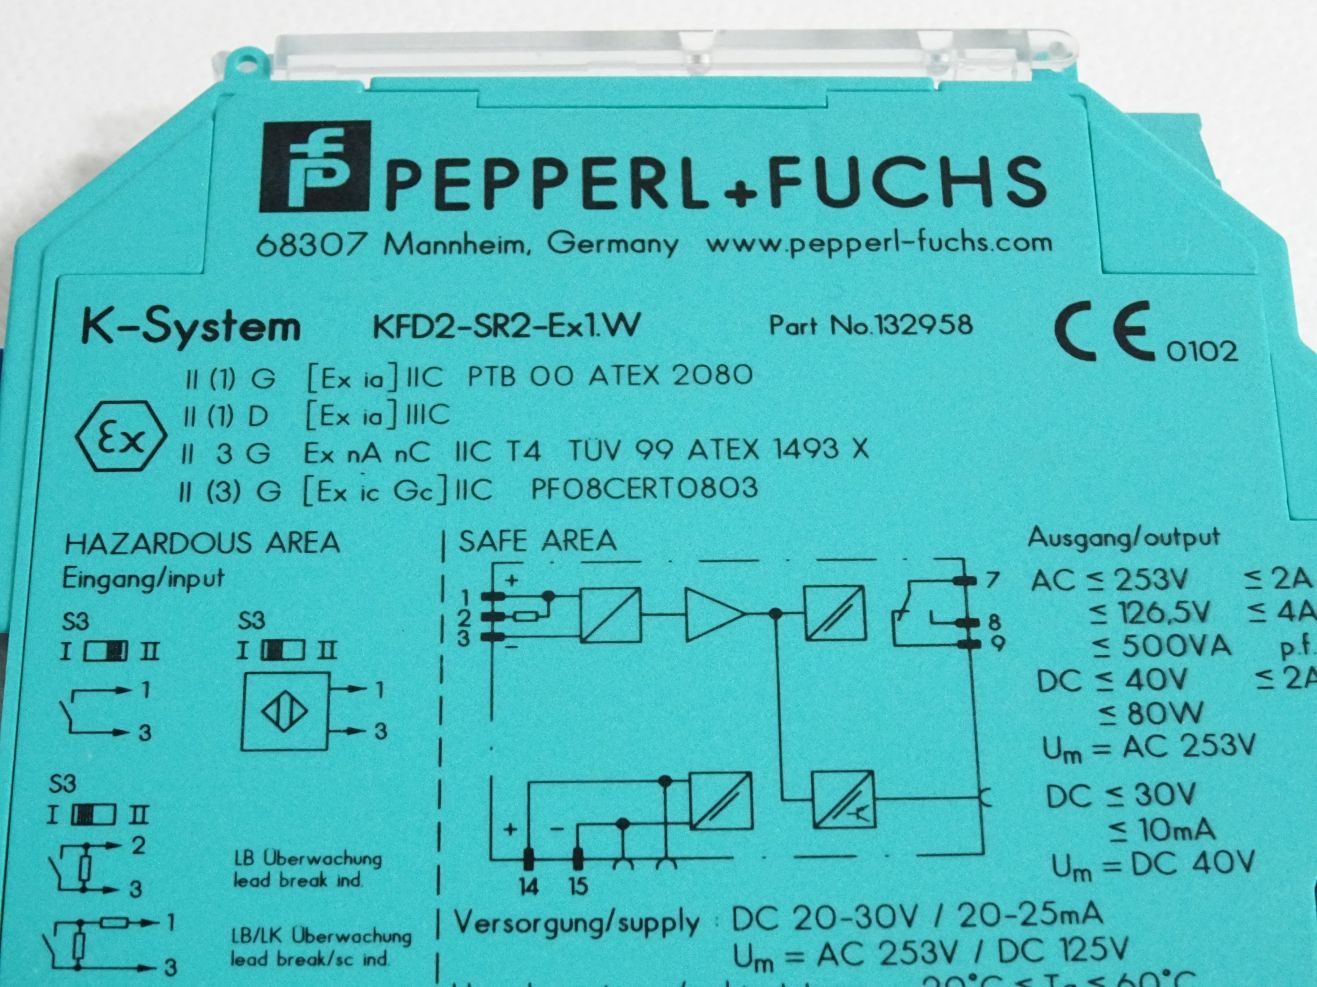 PEPPERL+FUCHS
68307 Mannheim, Germany www.pepperl-fuchs.com
K-System KFD2-SR2-Ex1.W Part No.132958 CE 0102
II (1) G [Ex ia] IIC PTB 00 ATEX 2080
II (1) D [Ex ia] IIIC
Ex
II 3 G Ex nA nC IIC T4 TÜV 99 ATEX 1493 X
II (3) G [Ex ic Gc] IIC PF08CERT0803
HAZARDOUS AREA
Eingang/input
S3
I II
1
3
S3
I II
1
3
S3
I II
2
3
LB Überwachung
lead break ind.
1
3
LB/LK Überwachung
lead break/sc ind.
SAFE AREA
+
1
2
3
-
7
8
9
+ -
14 15
Ausgang/output
AC ≤ 253V ≤ 2A
≤ 126,5V ≤ 4A
≤ 500VA p.f.
DC ≤ 40V ≤ 2A
≤ 80W
Um = AC 253V
DC ≤ 30V
≤ 10mA
Um = DC 40V
Versorgung/supply : DC 20-30V / 20-25mA
Um = AC 253V / DC 125V
20°C ≤ Ta ≤ 60°C